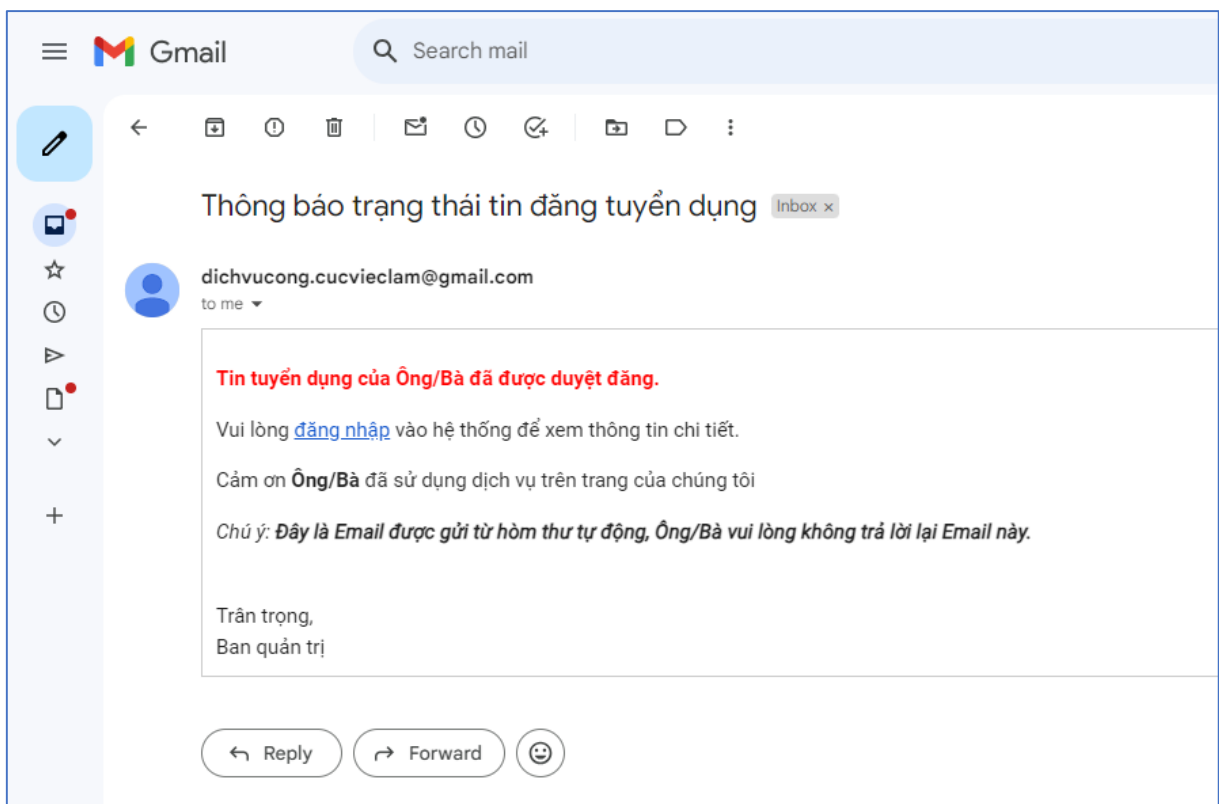 Gmail
Search mail
Thông báo trạng thái tin đăng tuyển dụng Inbox x
dichvucong.cucvieclam@gmail.com
to me
Tin tuyển dụng của Ông/Bà đã được duyệt đăng.
Vui lòng đăng nhập vào hệ thống để xem thông tin chi tiết.
Cảm ơn Ông/Bà đã sử dụng dịch vụ trên trang của chúng tôi
Chú ý: Đây là Email được gửi từ hòm thư tự động, Ông/Bà vui lòng không trả lời lại Email này.
Trân trọng,
Ban quản trị
Reply Forward